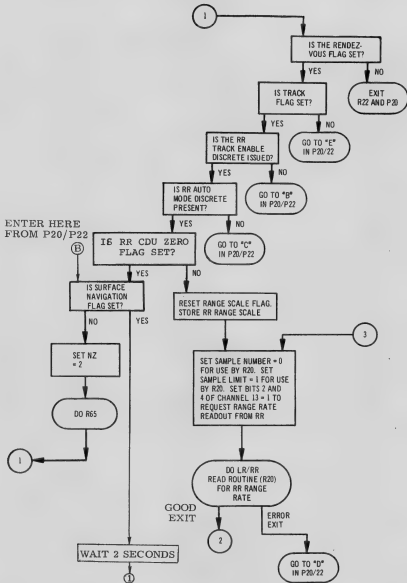 1
IS THE RENDEZ-
VOUS FLAG SET?
YES
NO
IS TRACK
FLAG SET?
EXIT
R22 AND P20
YES
NO
IS THE RR
TRACK ENABLE
DISCRETE ISSUED?
GO TO "E"
IN P20/22
YES
NO
IS RR AUTO
MODE DISCRETE
PRESENT?
GO TO "B"
IN P20/P22
YES
NO
ENTER HERE
FROM P20/P22
B
IS RR CDU ZERO
FLAG SET?
GO TO "C"
IN P20/P22
YES
NO
IS SURFACE
NAVIGATION
FLAG SET?
NO
YES
RESET RANGE SCALE FLAG.
STORE RR RANGE SCALE
SET NZ
= 2
3
DO R65
SET SAMPLE NUMBER = 0
FOR USE BY R20. SET
SAMPLE LIMIT = 1 FOR USE
BY R20. SET BITS 2 AND
4 OF CHANNEL 13 = 1 TO
REQUEST RANGE RATE
READOUT FROM RR
1
DO LR/RR
READ ROUTINE (R20)
FOR RR RANGE
RATE
GOOD
EXIT
ERROR
EXIT
2
WAIT 2 SECONDS
GO TO "D"
IN P20/22
1